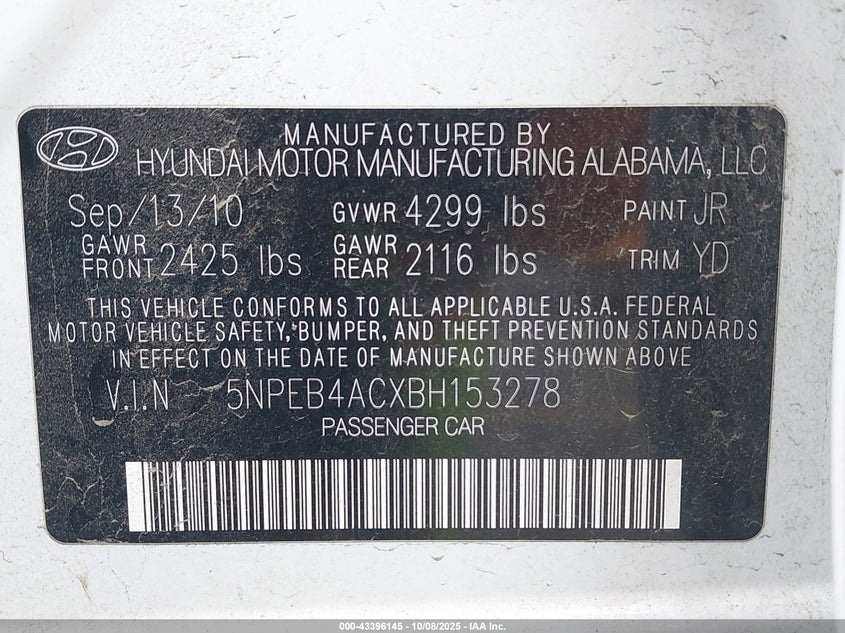 MANUFACTURED BY
HYUNDAI MOTOR MANUFACTURING ALABAMA, LLC
Sep/13/10 GVWR 4299 lbs PAINT JR
GAWR FRONT 2425 lbs GAWR REAR 2116 lbs TRIM YD
THIS VEHICLE CONFORMS TO ALL APPLICABLE U.S.A. FEDERAL
MOTOR VEHICLE SAFETY, BUMPER, AND THEFT PREVENTION STANDARDS
IN EFFECT ON THE DATE OF MANUFACTURE SHOWN ABOVE.
V.I.N 5NPEB4ACXBH153278
PASSENGER CAR
000-43396145 - 10/08/2025 - IAA Inc.